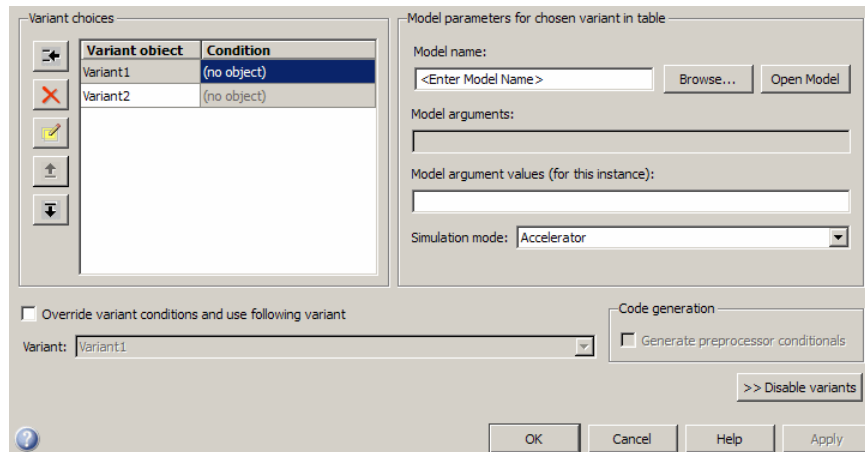 Variant choices
Variant object Condition
Variant1 (no object)
Variant2 (no object)
Model parameters for chosen variant in table
Model name:
<Enter Model Name> Browse... Open Model
Model arguments:
Model argument values (for this instance):
Simulation mode: Accelerator
Override variant conditions and use following variant
Variant: Variant1
Code generation
Generate preprocessor conditionals
>> Disable variants
? OK Cancel Help Apply